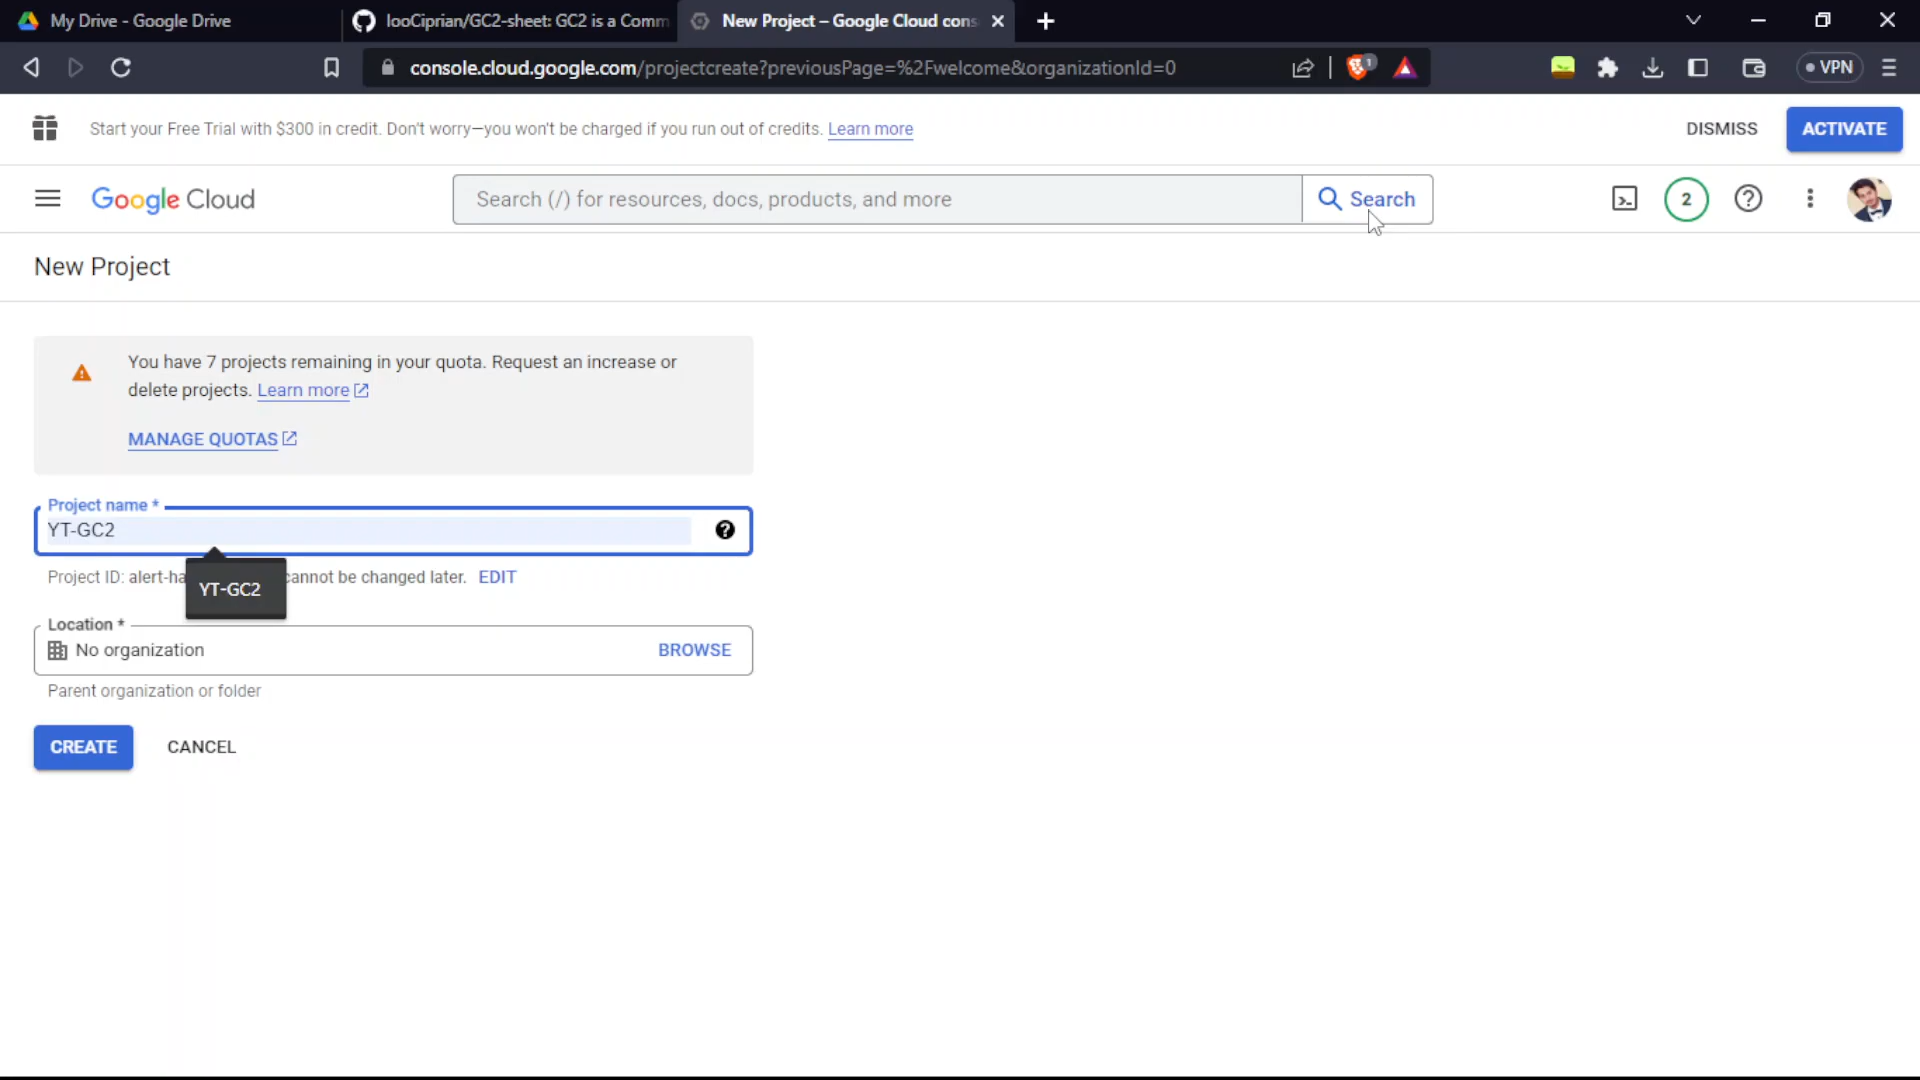 My Drive - Google Drive
looCiprian/GC2-sheet: GC2 is a Comm
New Project – Google Cloud cons
console.cloud.google.com/projectcreate?previousPage=%2Fwelcome&organizationId=0
1
VPN
Start your Free Trial with $300 in credit. Don't worry—you won't be charged if you run out of credits. Learn more
DISMISS
ACTIVATE
Google Cloud
Search (/) for resources, docs, products, and more
Search
2
New Project
You have 7 projects remaining in your quota. Request an increase or
delete projects. Learn more
MANAGE QUOTAS
Project name *
YT-GC2
Project ID: alert-ha cannot be changed later. EDIT
YT-GC2
Location *
No organization
BROWSE
Parent organization or folder
CREATE
CANCEL